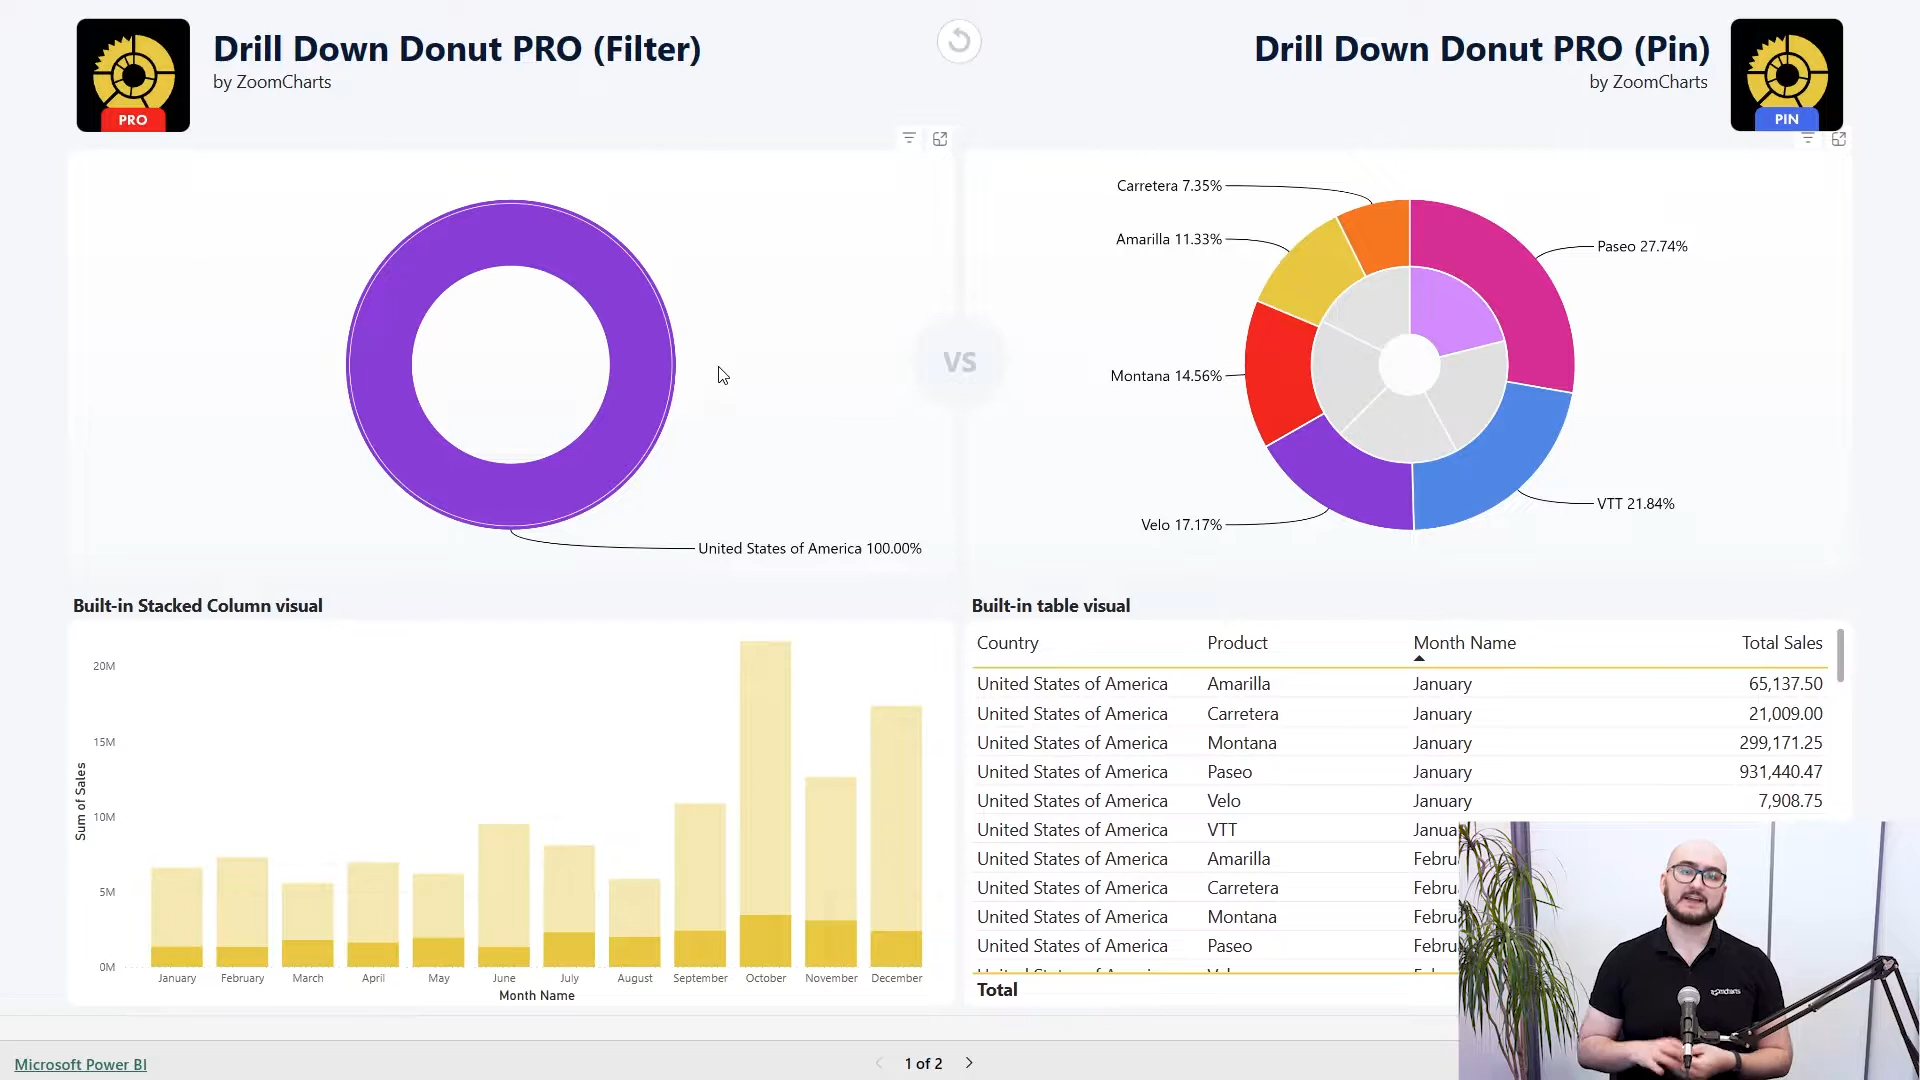 Drill Down Donut PRO (Filter)
by ZoomCharts
PRO
Drill Down Donut PRO (Pin)
by ZoomCharts
PIN
VS
United States of America 100.00%
Carretera 7.35%
Amarilla 11.33%
Montana 14.56%
Velo 17.17%
Paseo 27.74%
VTT 21.84%
Built-in Stacked Column visual
20M
15M
10M
5M
0M
Sum of Sales
January February March April May June July August September October November December
Month Name
Built-in table visual
Country Product Month Name Total Sales
United States of America Amarilla January 65,137.50
United States of America Carretera January 21,009.00
United States of America Montana January 299,171.25
United States of America Paseo January 931,440.47
United States of America Velo January 7,908.75
United States of America VTT Janua
United States of America Amarilla Febru
United States of America Carretera Febru
United States of America Montana Febru
United States of America Paseo Febru
Total
zoomcharts
Microsoft Power BI
1 of 2